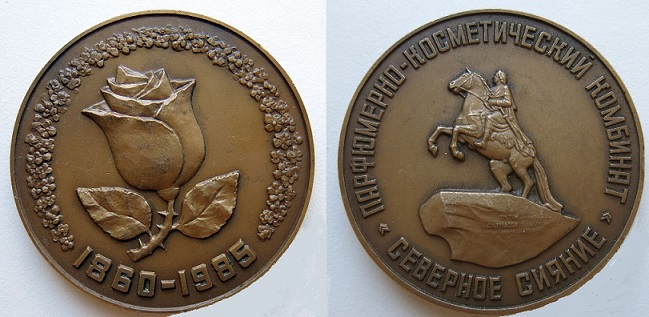 1860-1985
ПАРФЮМЕРНО-КОСМЕТИЧЕСКИЙ КОМБИНАТ
"СЕВЕРНОЕ СИЯНИЕ"